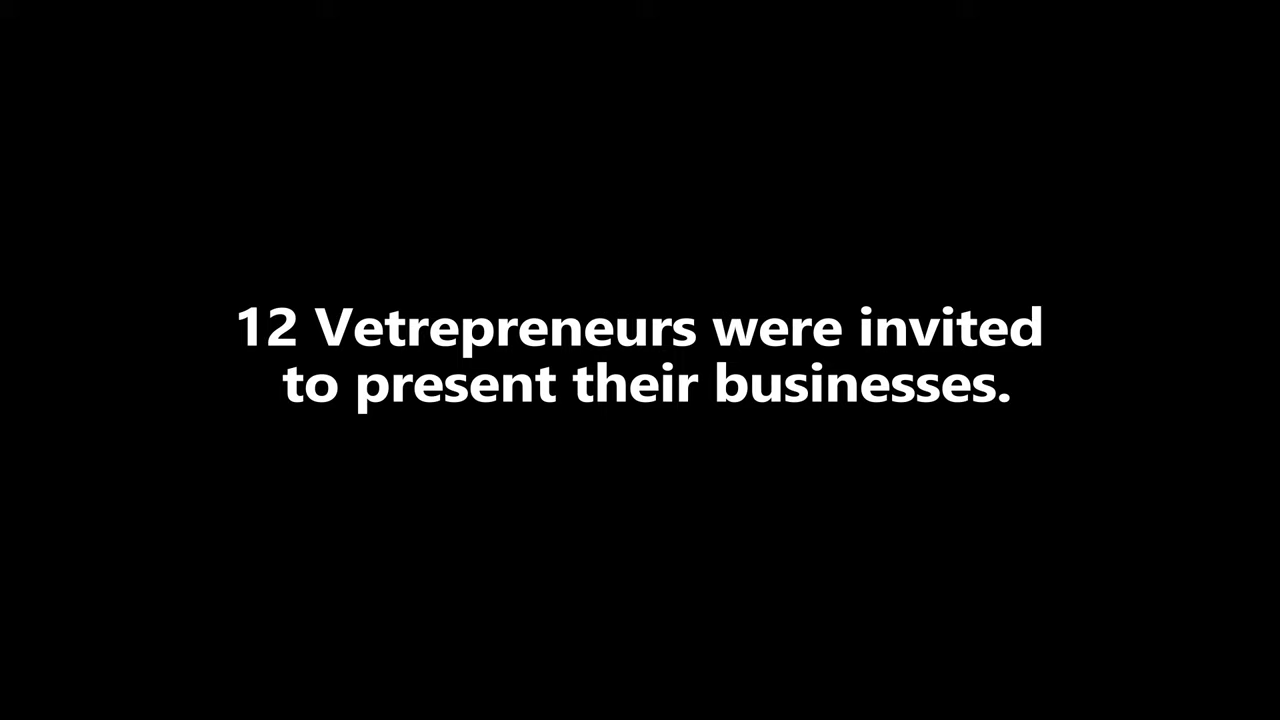 12 Vetrepreneurs were invited
to present their businesses.